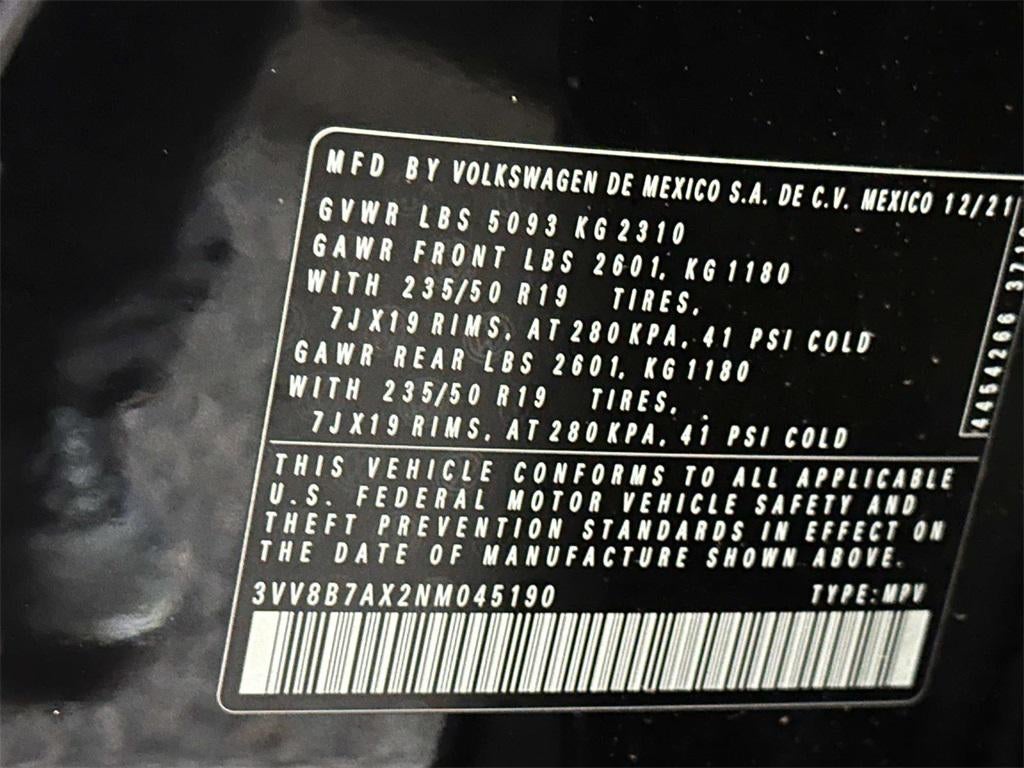 MFD BY VOLKSWAGEN DE MEXICO S.A. DE C.V. MEXICO 12/21
GVWR LBS 5093 KG 2310
GAWR FRONT LBS 2601, KG 1180
WITH 235/50 R19 TIRES,
7JX19 RIMS, AT 280 KPA, 41 PSI COLD
GAWR REAR LBS 2601, KG 1180
WITH 235/50 R19 TIRES,
7JX19 RIMS, AT 280 KPA, 41 PSI COLD
THIS VEHICLE CONFORMS TO ALL APPLICABLE
U.S. FEDERAL MOTOR VEHICLE SAFETY AND
THEFT PREVENTION STANDARDS IN EFFECT ON
THE DATE OF MANUFACTURE SHOWN ABOVE.
3VV8B7AX2NM045190 TYPE: MPV